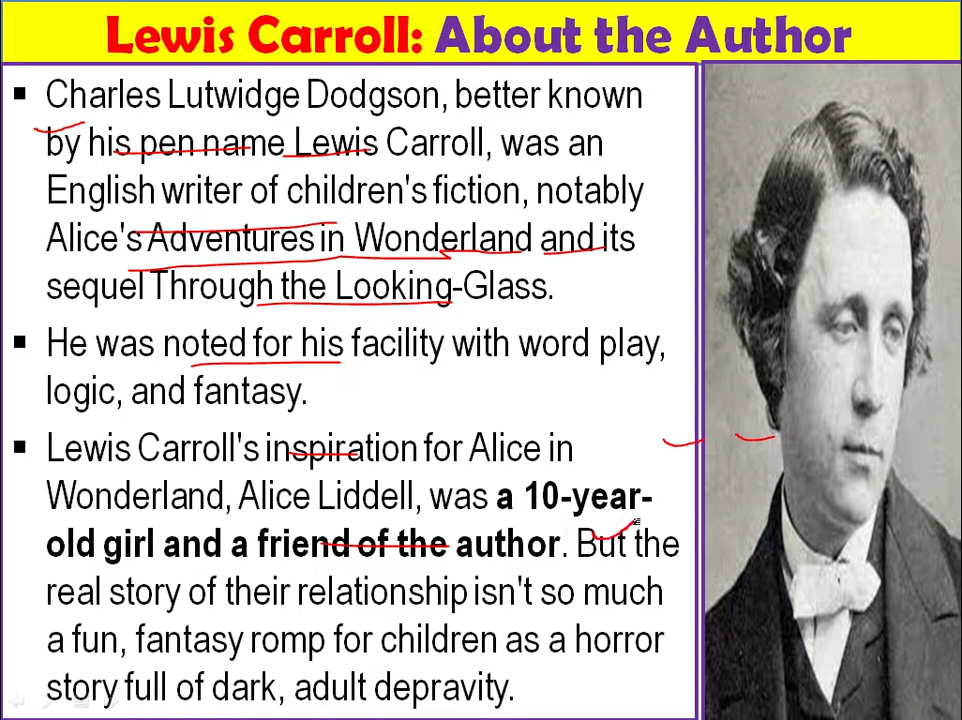 Lewis Carroll: About the Author
▪ Charles Lutwidge Dodgson, better known
by his pen name Lewis Carroll, was an
English writer of children's fiction, notably
Alice's Adventures in Wonderland and its
sequel Through the Looking-Glass.
▪ He was noted for his facility with word play,
logic, and fantasy.
▪ Lewis Carroll's inspiration for Alice in
Wonderland, Alice Liddell, was a 10-year-
old girl and a friend of the author. But the
real story of their relationship isn't so much
a fun, fantasy romp for children as a horror
story full of dark, adult depravity.